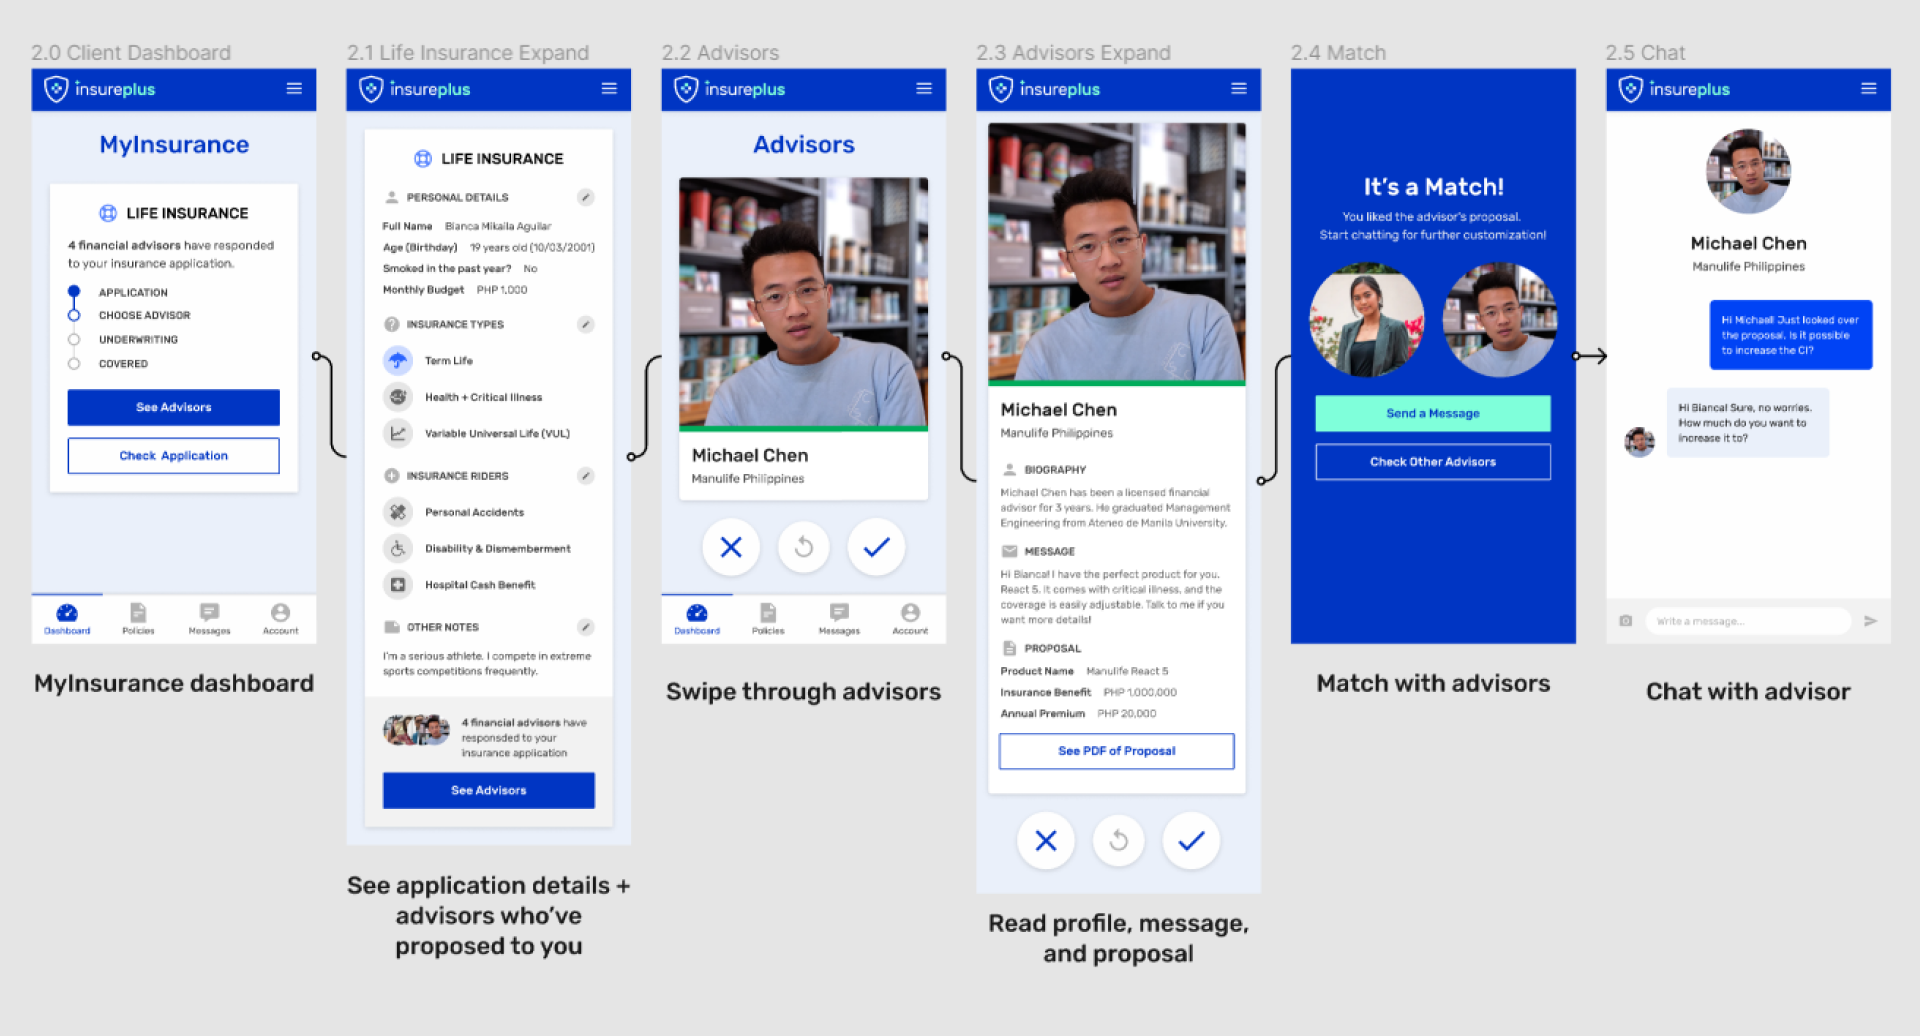 2.0 Client Dashboard
insureplus
MyInsurance
LIFE INSURANCE
4 financial advisors have responded
to your insurance application.
APPLICATION
CHOOSE ADVISOR
UNDERWRITING
COVERED
See Advisors
Check Application
Dashboard
Policies
Messages
Account
MyInsurance dashboard
2.1 Life Insurance Expand
insureplus
LIFE INSURANCE
PERSONAL DETAILS
Full Name Bianca Mikaila Aguilar
Age (Birthday) 19 years old (10/03/2001)
Smoked in the past year? No
Monthly Budget PHP 1,000
INSURANCE TYPES
Term Life
Health + Critical Illness
Variable Universal Life (VUL)
INSURANCE RIDERS
Personal Accidents
Disability & Dismemberment
Hospital Cash Benefit
OTHER NOTES
I'm a serious athlete. I compete in extreme
sports competitions frequently.
4 financial advisors have
responsded to your
insurance application
See Advisors
See application details +
advisors who've
proposed to you
2.2 Advisors
insureplus
Advisors
Michael Chen
Manulife Philippines
Dashboard
Policies
Messages
Account
Swipe through advisors
2.3 Advisors Expand
insureplus
Michael Chen
Manulife Philippines
BIOGRAPHY
Michael Chen has been a licensed financial
advisor for 3 years. He graduated Management
Engineering from Ateneo de Manila University.
MESSAGE
Hi Bianca! I have the perfect product for you,
React 5. It comes with critical illness, and the
coverage is easily adjustable. Talk to me if you
want more details!
PROPOSAL
Product Name Manulife React 5
Insurance Benefit PHP 1,000,000
Annual Premium PHP 20,000
See PDF of Proposal
Read profile, message,
and proposal
2.4 Match
It's a Match!
You liked the advisor's proposal.
Start chatting for further customization!
Send a Message
Check Other Advisors
Match with advisors
2.5 Chat
insureplus
Michael Chen
Manulife Philippines
Hi Michael! Just looked over
the proposal. Is it possible
to increase the CI?
Hi Bianca! Sure, no worries.
How much do you want to
increase it to?
Write a message...
Chat with advisor